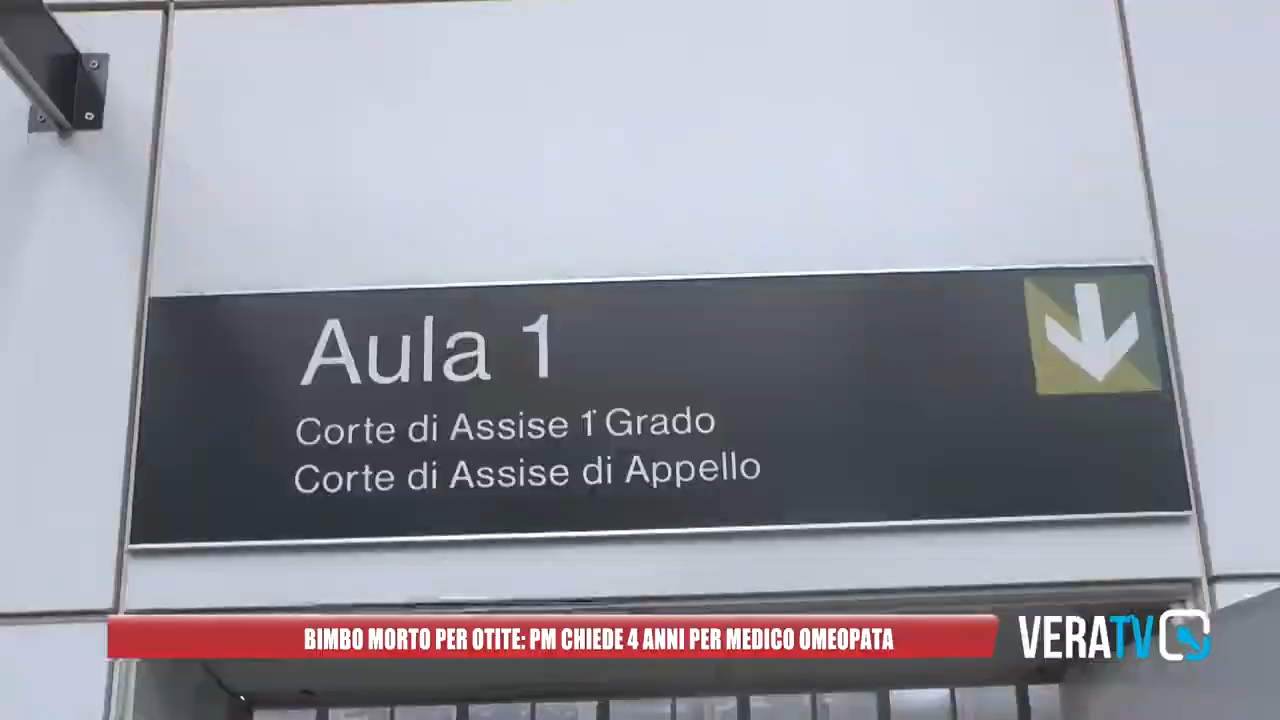 Aula 1
Corte di Assise 1° Grado
Corte di Assise di Appello
BIMBO MORTO PER OTITE: PM CHIEDE 4 ANNI PER MEDICO OMEOPATA
VERATV